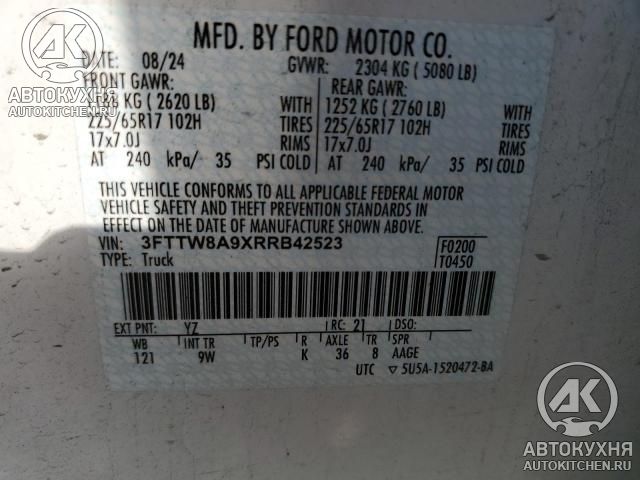 MFD. BY FORD MOTOR CO.
DATE: 08/24 GVWR: 2304 KG ( 5080 LB)
FRONT GAWR: REAR GAWR:
KG ( 2620 LB) WITH 1252 KG ( 2760 LB) WITH
225/65R17 102H TIRES 225/65R17 102H TIRES
17x7.0J RIMS 17x7.0J RIMS
AT 240 kPa/ 35 PSI COLD AT 240 kPa/ 35 PSI COLD
THIS VEHICLE CONFORMS TO ALL APPLICABLE FEDERAL MOTOR
VEHICLE SAFETY AND THEFT PREVENTION STANDARDS IN
EFFECT ON THE DATE OF MANUFACTURE SHOWN ABOVE.
VIN: 3FTTW8A9XRRB42523 F0200
TYPE: Truck T0450
EXT PNT: YZ RC: 21 DSO:
WB INT TR TP/PS R AXLE TR SPR
121 9W K 36 8 AAGE
UTC ▽ 5U5A-1520472-BA
АК
АВТОКУХНЯ
AUTOKITCHEN.RU
АК
АВТОКУХНЯ
AUTOKITCHEN.RU